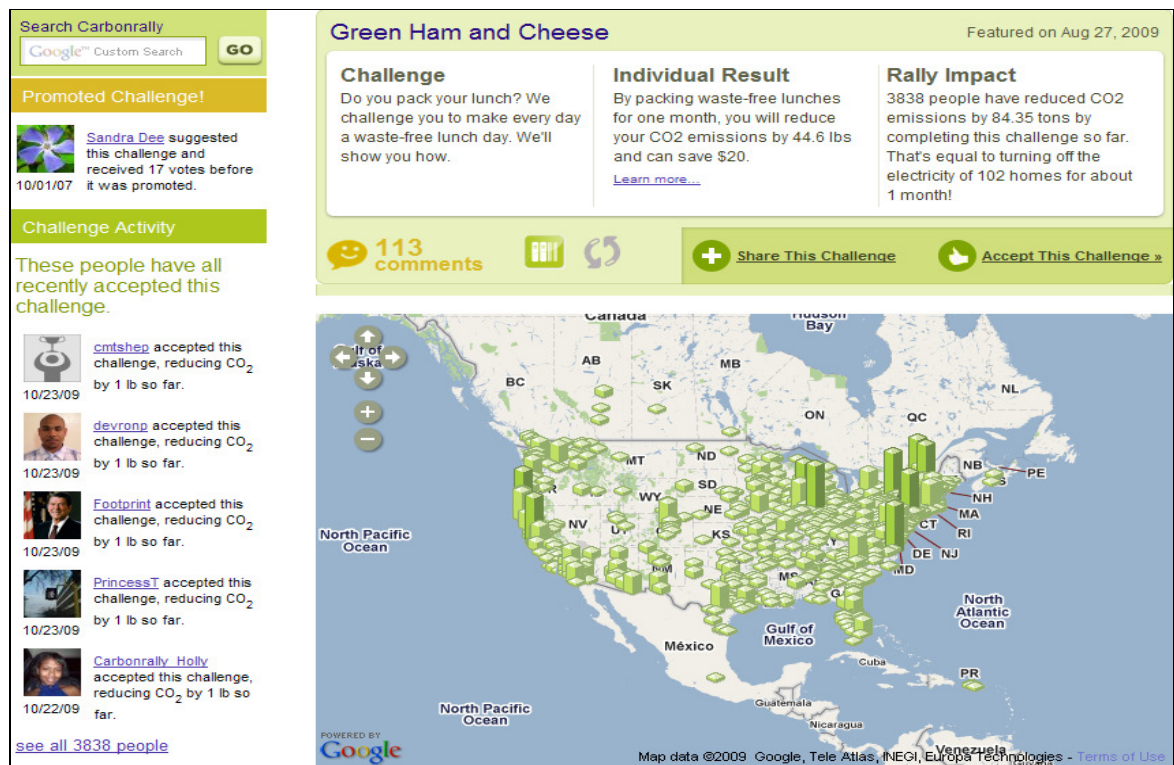 Search Carbonrally
Google™ Custom Search
GO
Promoted Challenge!
Sandra Dee suggested
this challenge and
received 17 votes before
10/01/07 it was promoted.
Challenge Activity
These people have all
recently accepted this
challenge.
cmtshep accepted this
challenge, reducing CO2
by 1 lb so far.
10/23/09
devronp accepted this
challenge, reducing CO2
by 1 lb so far.
10/23/09
Footprint accepted this
challenge, reducing CO2
by 1 lb so far.
10/23/09
PrincessT accepted this
challenge, reducing CO2
by 1 lb so far.
10/23/09
Carbonrally Holly
accepted this challenge,
reducing CO2 by 1 lb so
far.
10/22/09
see all 3838 people
Green Ham and Cheese
Featured on Aug 27, 2009
Challenge
Do you pack your lunch? We
challenge you to make every day
a waste-free lunch day. We'll
show you how.
Individual Result
By packing waste-free lunches
for one month, you will reduce
your CO2 emissions by 44.6 lbs
and can save $20.
Learn more...
Rally Impact
3838 people have reduced CO2
emissions by 84.35 tons by
completing this challenge so far.
That's equal to turning off the
electricity of 102 homes for about
1 month!
113
comments
Share This Challenge
Accept This Challenge »
Canada
Hudson
Bay
Gulf of
AB
MB
BC
SK
NL
ON
QC
NB
PE
MT
ND
SD
WY
NE
NV
KS
NH
MA
RI
CT
NJ
DE
MD
North Pacific
Ocean
North
Atlantic
Ocean
Gulf of
Mexico
México
Cuba
PR
Guatemala
Nicaragua
Venezuela
North Pacific
Ocean
POWERED BY
Google
Map data ©2009 Google, Tele Atlas, INEGI, Europa Technologies - Terms of Use